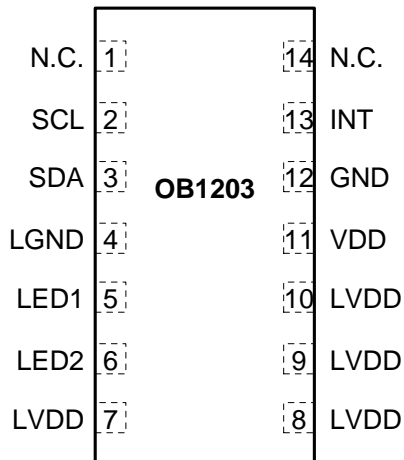 N.C. 1 14 N.C.
SCL 2 13 INT
SDA 3 OB1203 12 GND
LGND 4 11 VDD
LED1 5 10 LVDD
LED2 6 9 LVDD
LVDD 7 8 LVDD